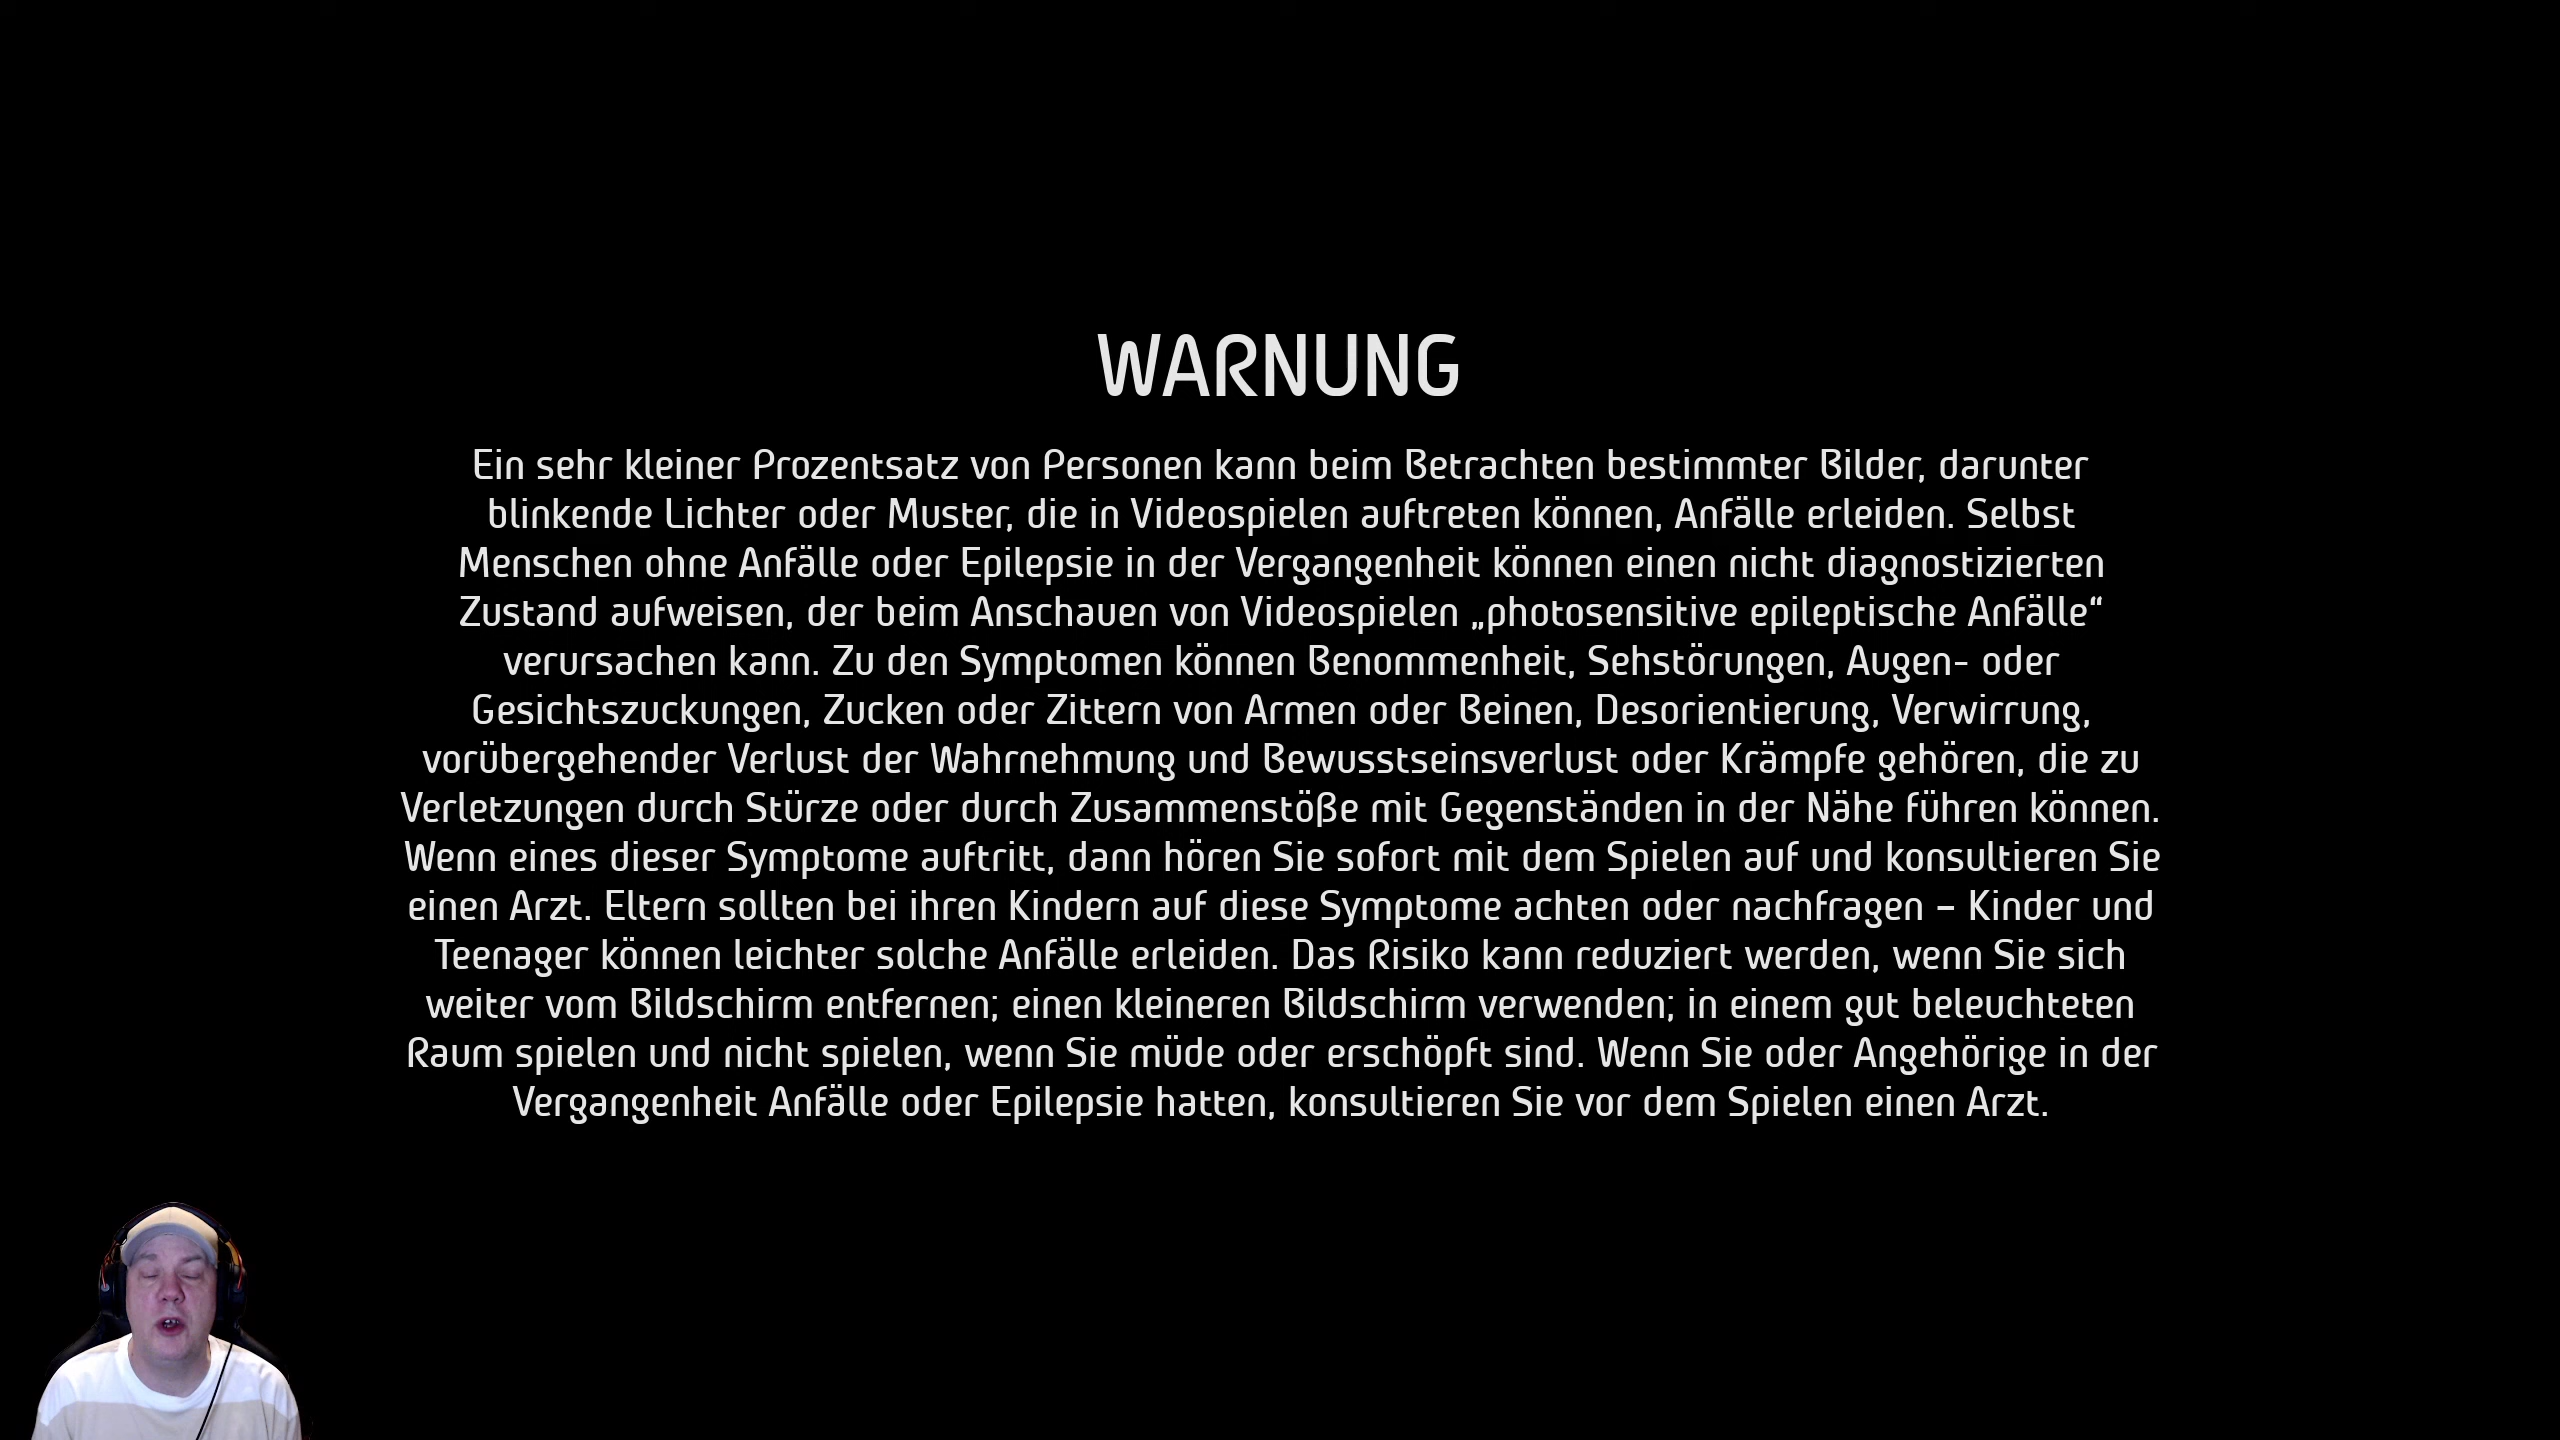 WARNUNG
Ein sehr kleiner Prozentsatz von Personen kann beim Betrachten bestimmter Bilder, darunter
blinkende Lichter oder Muster, die in Videospielen auftreten können, Anfälle erleiden. Selbst
Menschen ohne Anfälle oder Epilepsie in der Vergangenheit können einen nicht diagnostizierten
Zustand aufweisen, der beim Anschauen von Videospielen „photosensitive epileptische Anfälle“
verursachen kann. Zu den Symptomen können Benommenheit, Sehstörungen, Augen- oder
Gesichtszuckungen, Zucken oder Zittern von Armen oder Beinen, Desorientierung, Verwirrung,
vorübergehender Verlust der Wahrnehmung und Bewusstseinsverlust oder Krämpfe gehören, die zu
Verletzungen durch Stürze oder durch Zusammenstöße mit Gegenständen in der Nähe führen können.
Wenn eines dieser Symptome auftritt, dann hören Sie sofort mit dem Spielen auf und konsultieren Sie
einen Arzt. Eltern sollten bei ihren Kindern auf diese Symptome achten oder nachfragen – Kinder und
Teenager können leichter solche Anfälle erleiden. Das Risiko kann reduziert werden, wenn Sie sich
weiter vom Bildschirm entfernen; einen kleineren Bildschirm verwenden; in einem gut beleuchteten
Raum spielen und nicht spielen, wenn Sie müde oder erschöpft sind. Wenn Sie oder Angehörige in der
Vergangenheit Anfälle oder Epilepsie hatten, konsultieren Sie vor dem Spielen einen Arzt.